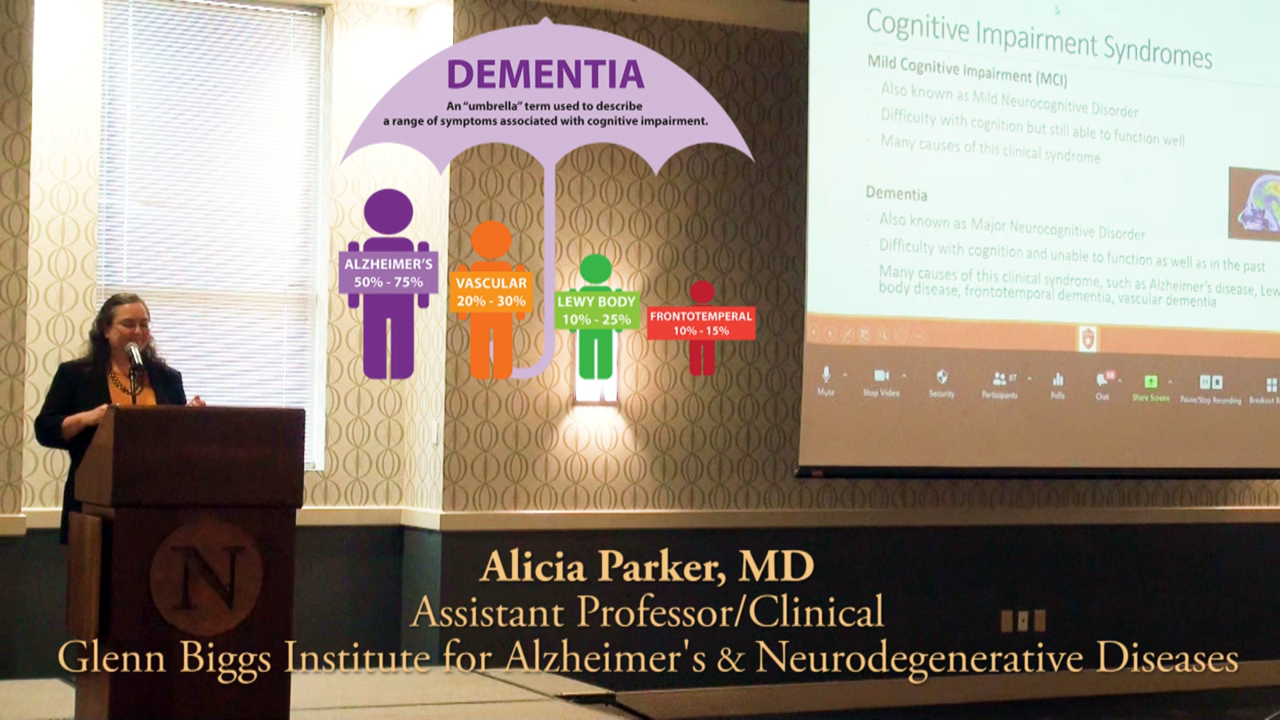 DEMENTIA
An “umbrella” term used to describe
a range of symptoms associated with cognitive impairment.
ALZHEIMER’S
50% - 75%
VASCULAR
20% - 30%
LEWY BODY
10% - 25%
FRONTOTEMPERAL
10% - 15%
Cognitive Impairment Syndromes
Mild Cognitive Impairment (MCI)
Also known as Mild Neurocognitive Disorder
Difficulty with cognition but still able to function well
Many causes of this clinical syndrome
Dementia
Also known as Major Neurocognitive Disorder
Difficulty with cognition and unable to function as well as in the past
Many causes of this clinical syndrome, such as Alzheimer's disease, Lew
body disease, frontotemporal dementia, vascular dementia
Mute
Stop Video
Security
Participants
37
Polls
Chat
Share Screen
Pause/Stop Recording
Breakout R
N
Alicia Parker, MD
Assistant Professor/Clinical
Glenn Biggs Institute for Alzheimer's & Neurodegenerative Diseases